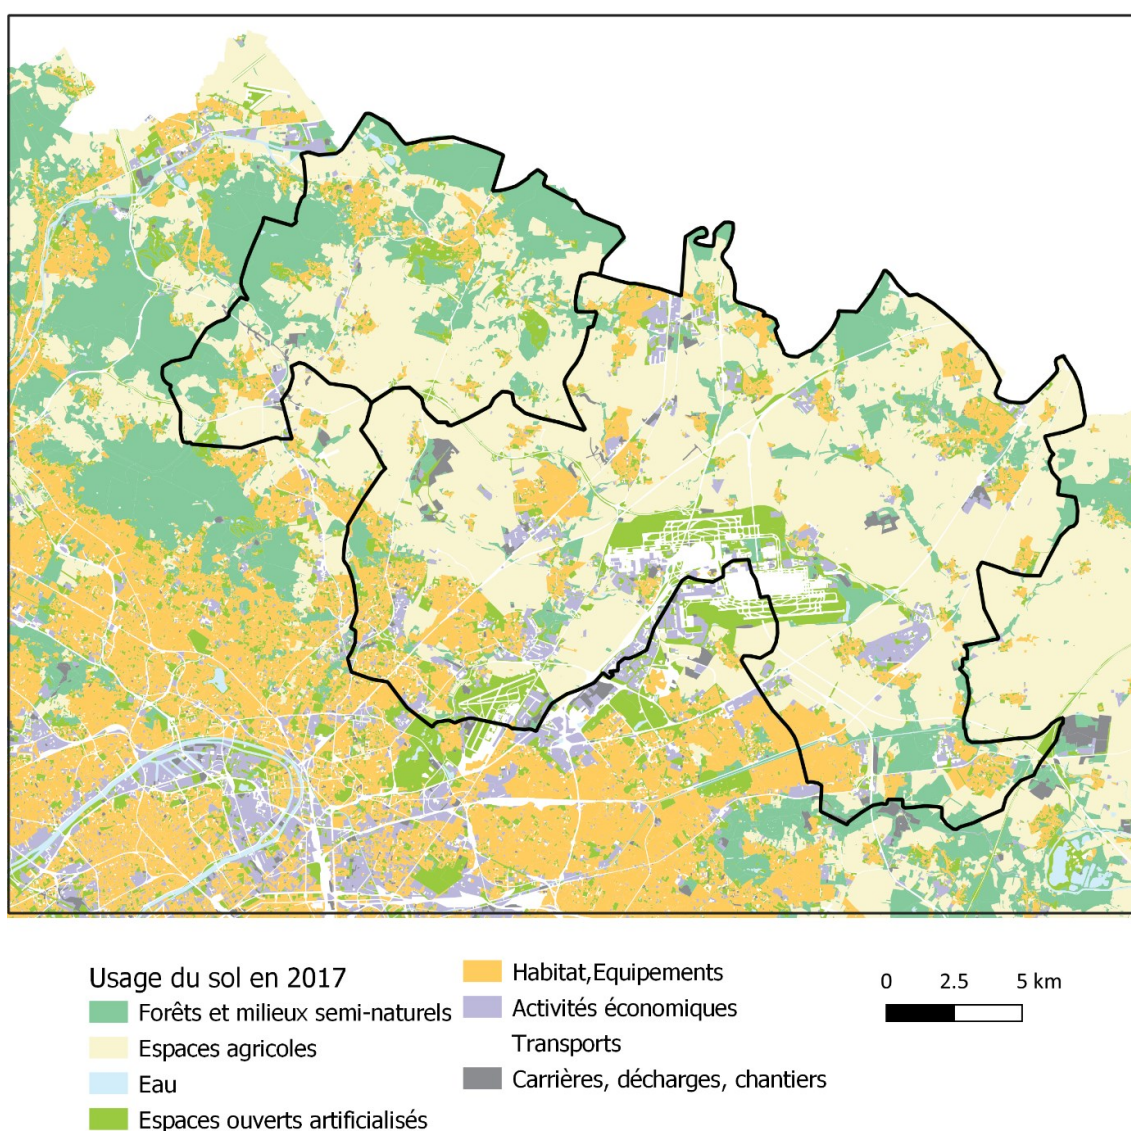 Usage du sol en 2017
Forêts et milieux semi-naturels
Espaces agricoles
Eau
Espaces ouverts artificialisés
Habitat,Equipements
Activités économiques
Transports
Carrières, décharges, chantiers
0 2.5 5 km